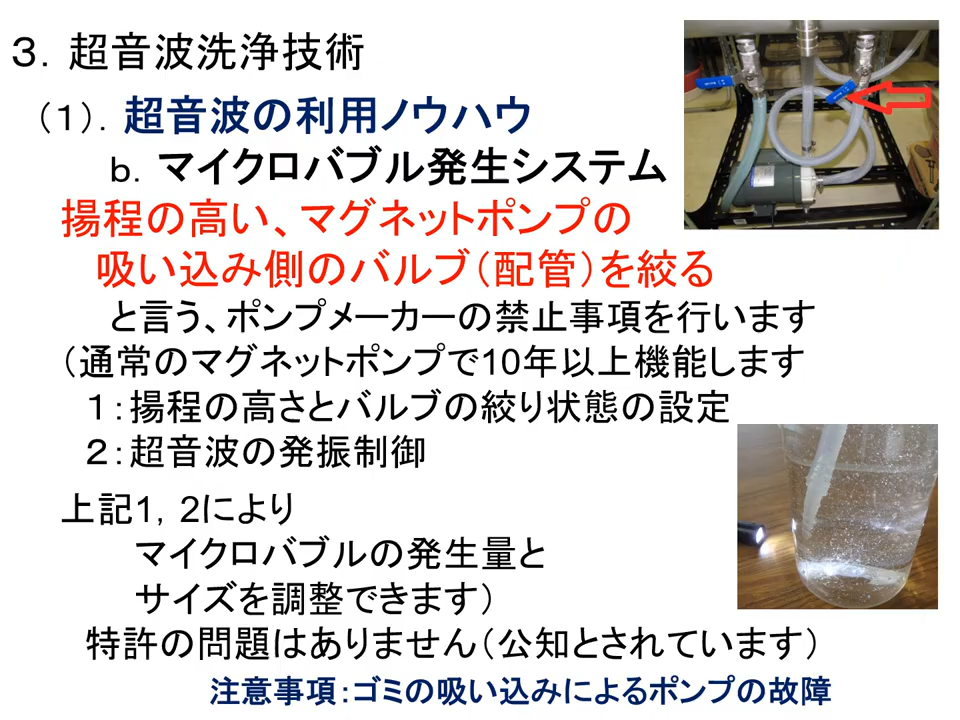 ３．超音波洗浄技術
（１）．超音波の利用ノウハウ
ｂ．マイクロバブル発生システム
揚程の高い、マグネットポンプの
吸い込み側のバルブ（配管）を絞る
と言う、ポンプメーカーの禁止事項を行います
（通常のマグネットポンプで10年以上機能します
１：揚程の高さとバルブの絞り状態の設定
２：超音波の発振制御
上記1，2により
マイクロバブルの発生量と
サイズを調整できます）
特許の問題はありません（公知とされています）
注意事項：ゴミの吸い込みによるポンプの故障